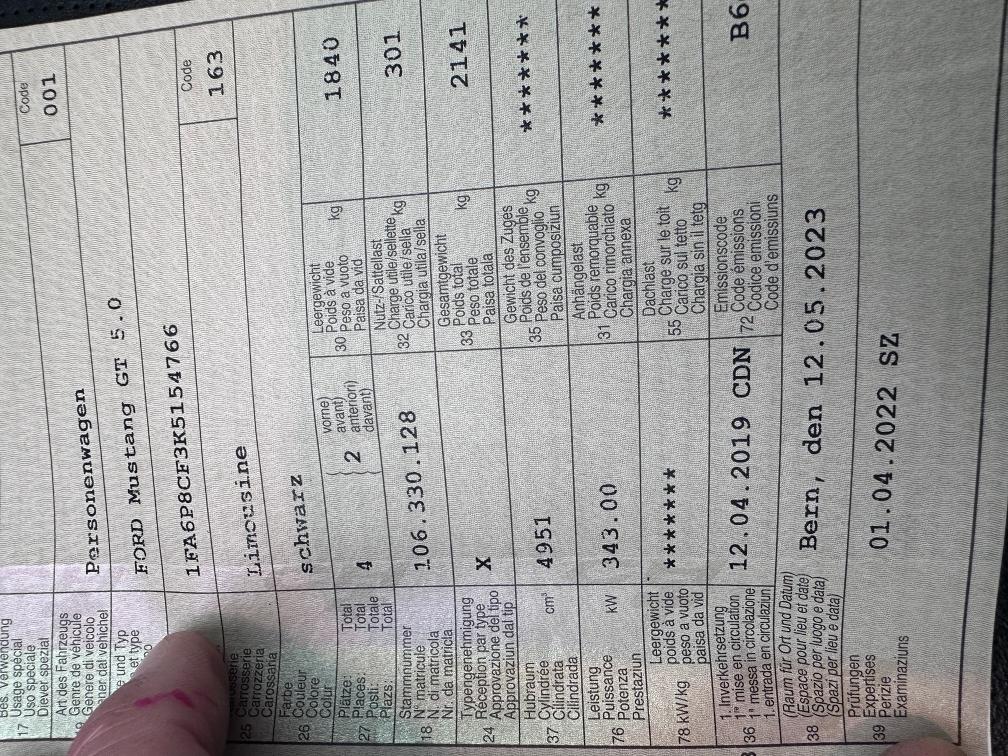 Bes. Verwendung
17 Usage spécial
Uso speciale
Diever spezial
Code
001
Art des Fahrzeugs
Genre de véhicule
Genere di veicolo
Gener dal vehichel
Personenwagen
e und Typ
e et type
FORD Mustang GT 5.0
1FA6P8CF3K5154766
Code
163
25 Carrosserie
Carrozzeria
Carossaria
Limousine
Farbe
26 Couleur
Colore
Colur
schwarz
Plätze: Total
27 Places: Total
Posti: Totale
Plazs: Total
4
2
vorne)
avant)
anteriori)
davant)
Stammnummer
18 N° matricule
N. di matricola
Nr. da matricla
106.330.128
Typengenehmigung
24 Réception par type
Approvazione del tipo
Approvaziun dal tip
X
Hubraum
37 Cylindrée cm³
Cilindrata
Cilindrada
4951
Leistung
76 Puissance kW
Potenza
Prestaziun
343.00
Leergewicht
78 kW/kg poids à vide
peso a vuoto
paisa da vid
*******
1. Inverkehrsetzung
36 1re mise en circulation
1a messa in circolazione
1. entrada en circulaziun
12.04.2019 CDN
Leergewicht
30 Poids à vide kg
Peso a vuoto
Paisa da vid
1840
Nutz-/Sattellast
32 Charge utile/sellette kg
Carico utile/sella
Chargia utila/sella
301
Gesamtgewicht
33 Poids total kg
Peso totale
Paisa totala
2141
Gewicht des Zuges
35 Poids de l'ensemble kg
Peso del convoglio
Paisa cumposiziun
*******
Anhängelast
31 Poids remorquable kg
Carico rimorchiato
Chargia annexa
*******
Dachlast
55 Charge sur le toit kg
Carico sul tetto
Chargia sin il tetg
*******
Emissionscode
72 Code émissions
Codice emissioni
Code d'emissiuns
B6
(Raum für Ort und Datum)
38 (Espace pour lieu et date)
(Spazio per luogo e data)
(Spazi per lieu e data)
Bern, den 12.05.2023
Prüfungen
39 Expertises
Perizie
Examinaziuns
01.04.2022 SZ